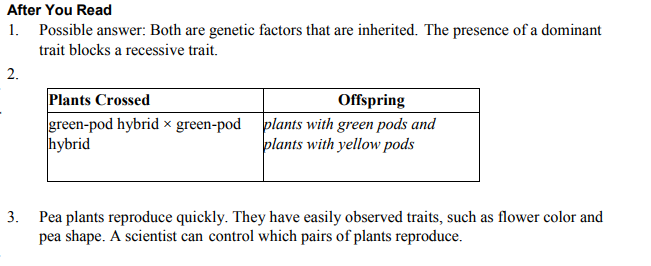 After You Read
1. Possible answer: Both are genetic factors that are inherited. The presence of a dominant
trait blocks a recessive trait.
2.
Plants Crossed Offspring
green-pod hybrid × green-pod plants with green pods and
hybrid plants with yellow pods
3. Pea plants reproduce quickly. They have easily observed traits, such as flower color and
pea shape. A scientist can control which pairs of plants reproduce.